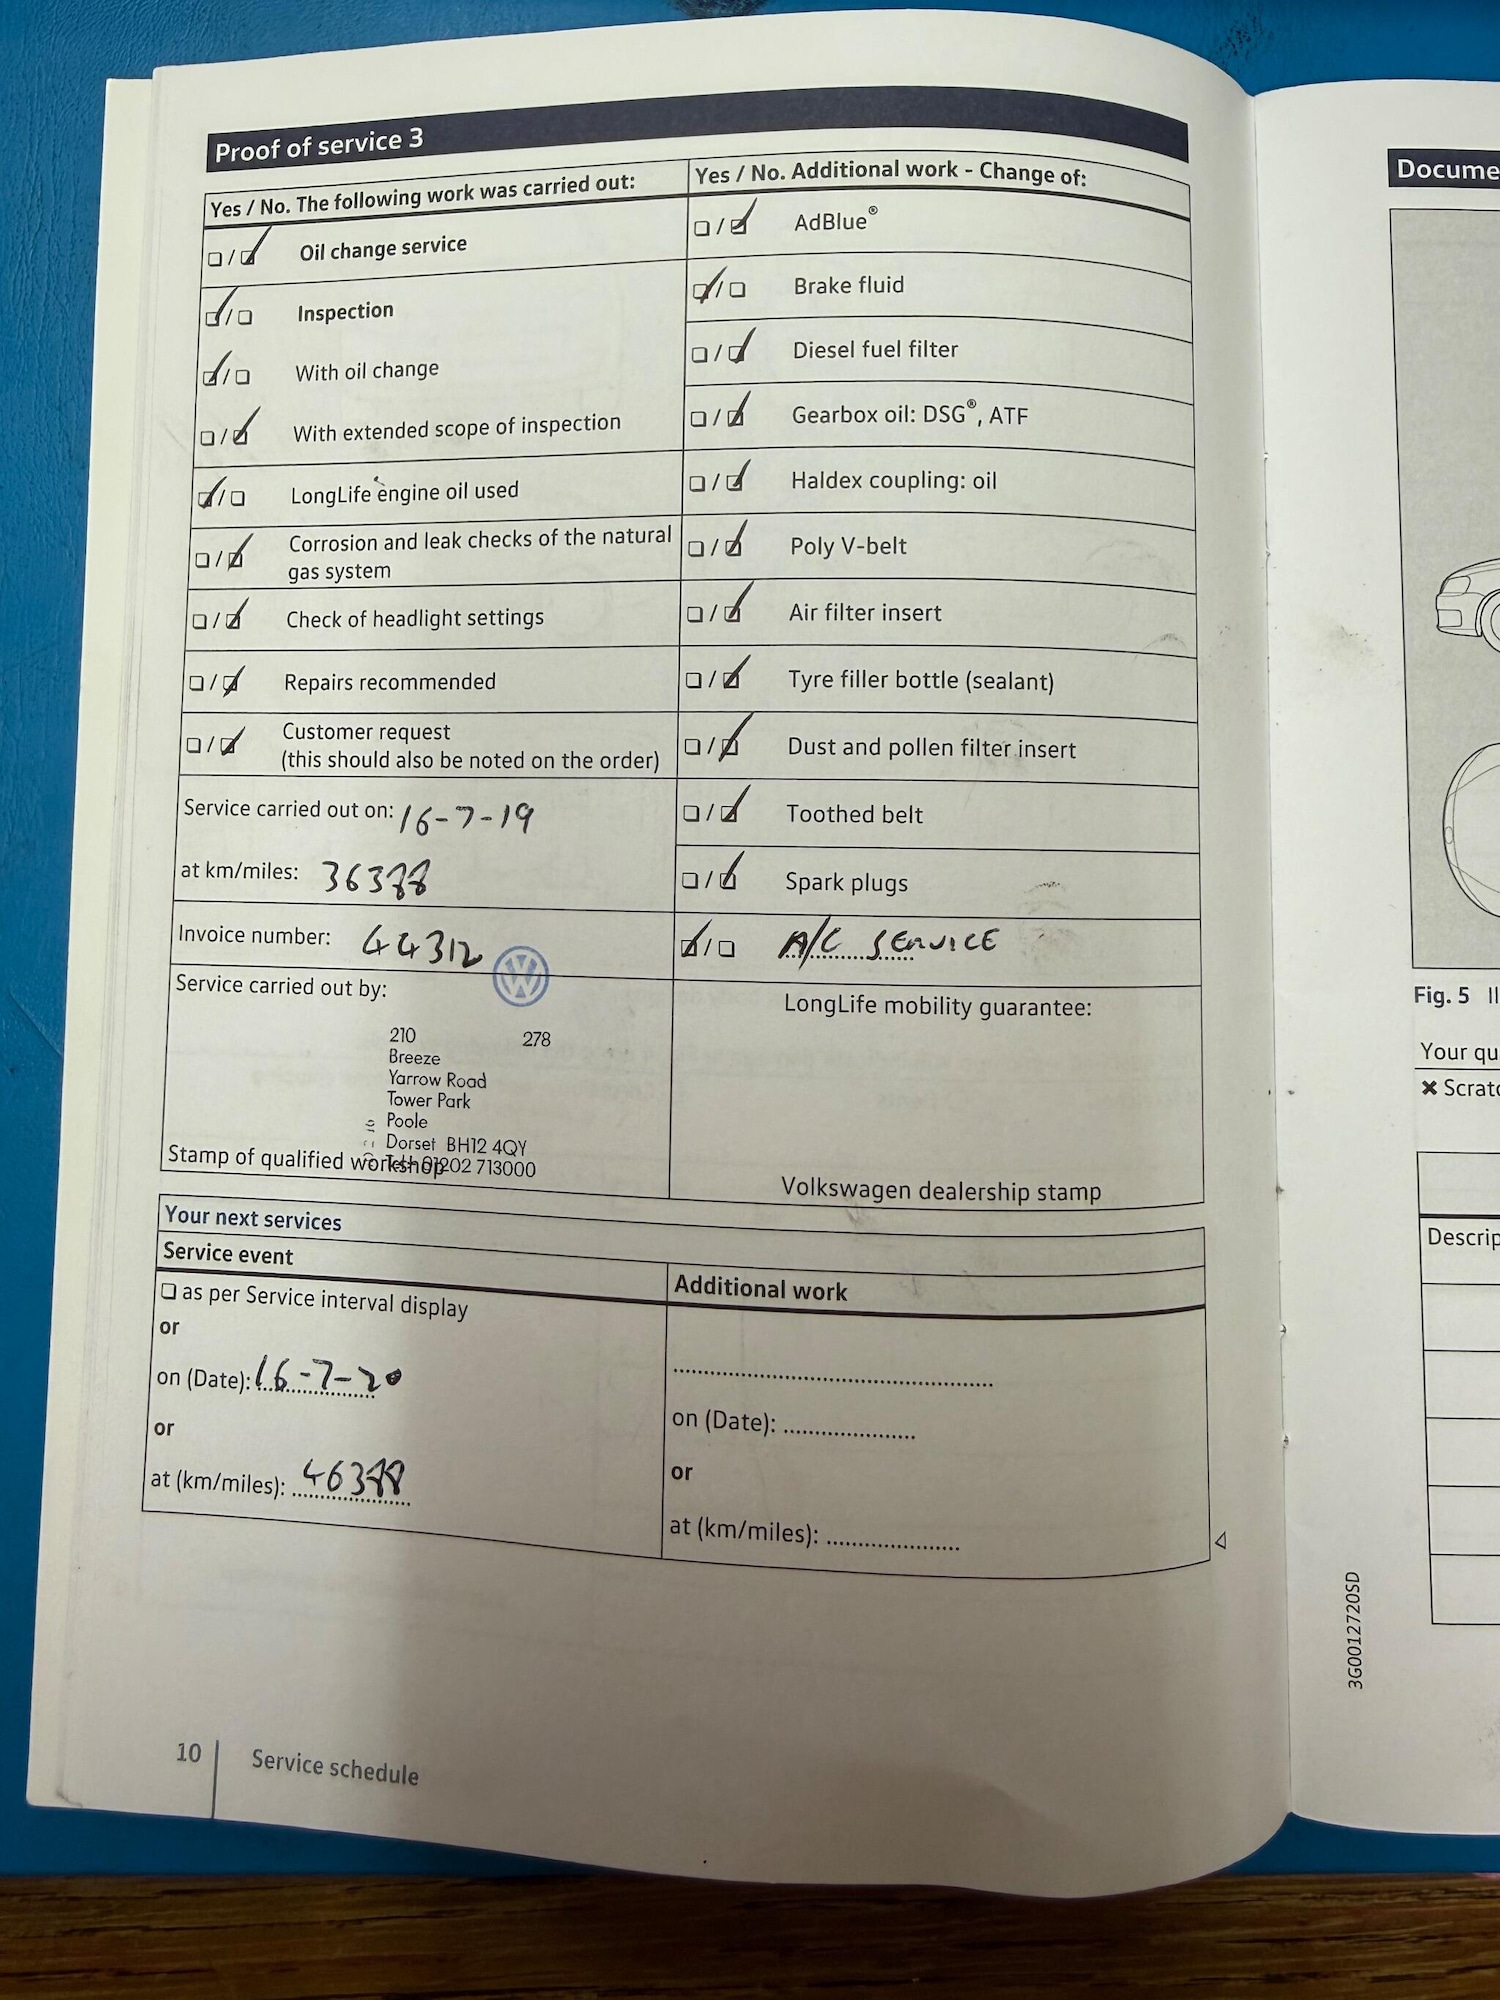 Proof of service 3
Yes / No. The following work was carried out:
❑ / ❑ Oil change service
❑ / ❑ Inspection
❑ / ❑ With oil change
❑ / ❑ With extended scope of inspection
❑ / ❑ LongLife engine oil used
❑ / ❑ Corrosion and leak checks of the natural
gas system
❑ / ❑ Check of headlight settings
❑ / ❑ Repairs recommended
❑ / ❑ Customer request
(this should also be noted on the order)
Service carried out on: 16-7-19
at km/miles: 36388
Invoice number: 44312
Service carried out by:
210 278
Breeze
Yarrow Road
Tower Park
Poole
Dorset BH12 4QY
Tel: 01202 713000
Stamp of qualified workshop
Yes / No. Additional work - Change of:
❑ / ❑ AdBlue®
❑ / ❑ Brake fluid
❑ / ❑ Diesel fuel filter
❑ / ❑ Gearbox oil: DSG®, ATF
❑ / ❑ Haldex coupling: oil
❑ / ❑ Poly V-belt
❑ / ❑ Air filter insert
❑ / ❑ Tyre filler bottle (sealant)
❑ / ❑ Dust and pollen filter insert
❑ / ❑ Toothed belt
❑ / ❑ Spark plugs
❑ / ❑ A/C SERVICE
LongLife mobility guarantee:
Volkswagen dealership stamp
Your next services
Service event
❑ as per Service interval display
or
on (Date): 16-7-20
or
at (km/miles): 46388
Additional work
on (Date): ....................
or
at (km/miles): ....................
10 Service schedule
Docume
Fig. 5 Il
Your qu
✖ Scratc
Descrip
3G0012720SD